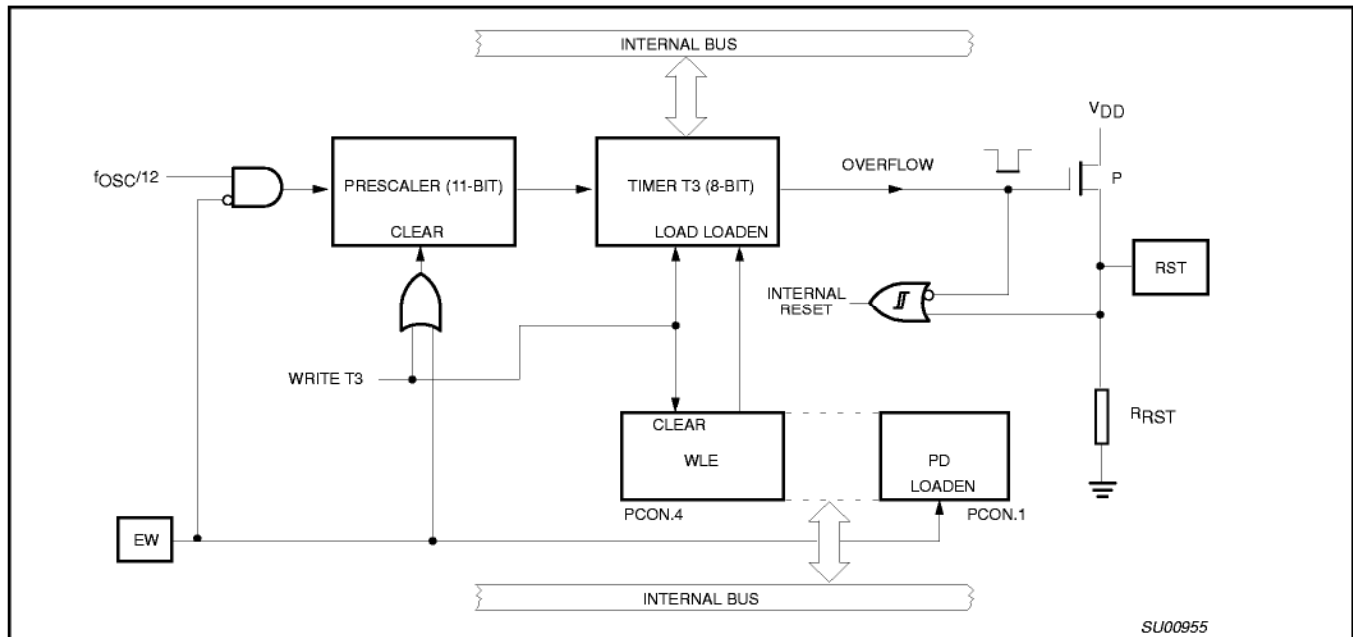 INTERNAL BUS
VDD
fOSC/12
PRESCALER (11-BIT)
CLEAR
TIMER T3 (8-BIT)
LOAD LOADEN
OVERFLOW
P
RST
INTERNAL
RESET
WRITE T3
RRST
CLEAR
WLE
PCON.4
PD
LOADEN
PCON.1
EW
INTERNAL BUS
SU00955